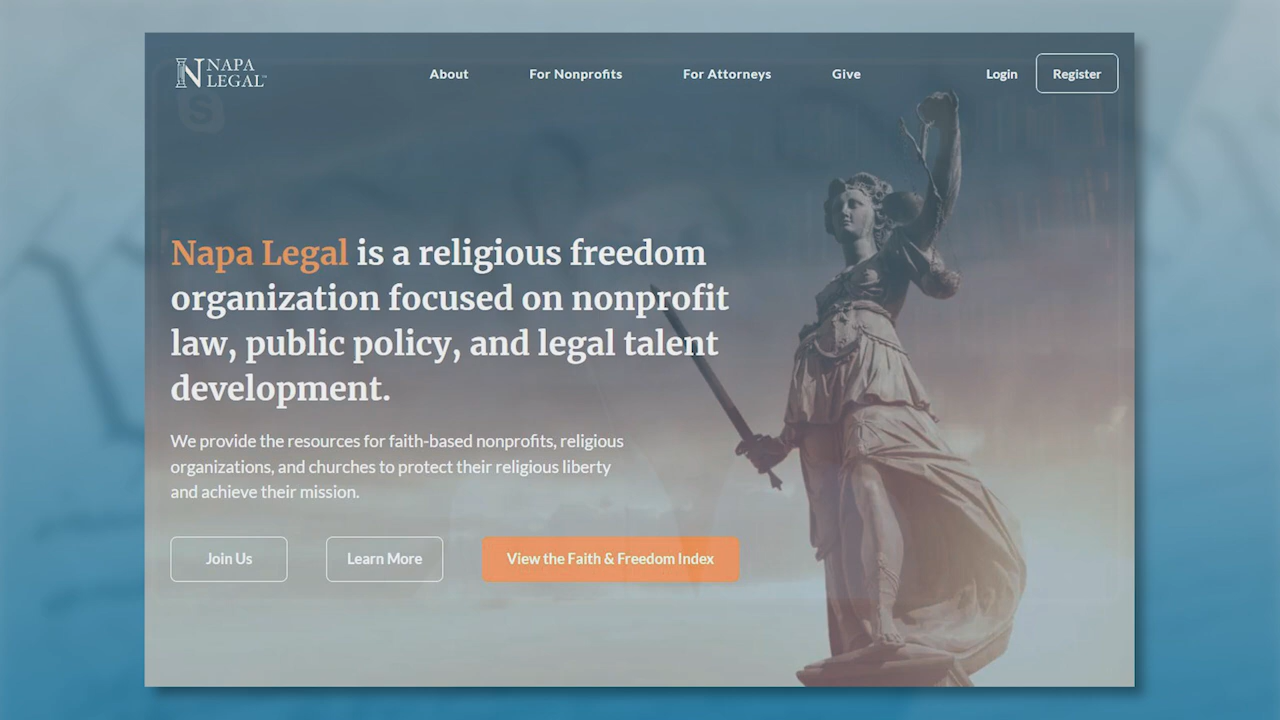 NAPA
LEGAL
About
For Nonprofits
For Attorneys
Give
Login
Register
Napa Legal is a religious freedom
organization focused on nonprofit
law, public policy, and legal talent
development.
We provide the resources for faith-based nonprofits, religious
organizations, and churches to protect their religious liberty
and achieve their mission.
Join Us
Learn More
View the Faith & Freedom Index